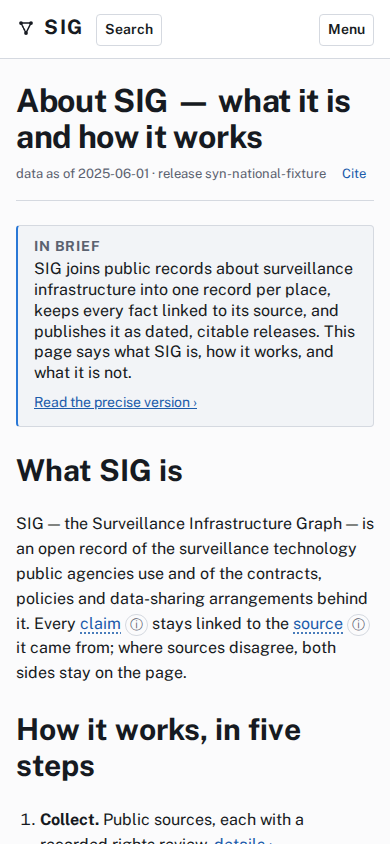 SIG Search Menu
About SIG — what it is
and how it works
data as of 2025-06-01 · release syn-national-fixture Cite
IN BRIEF
SIG joins public records about surveillance
infrastructure into one record per place,
keeps every fact linked to its source, and
publishes it as dated, citable releases. This
page says what SIG is, how it works, and
what it is not.
Read the precise version ›
What SIG is
SIG — the Surveillance Infrastructure Graph — is
an open record of the surveillance technology
public agencies use and of the contracts,
policies and data-sharing arrangements behind
it. Every claim ⓘ stays linked to the source ⓘ
it came from; where sources disagree, both
sides stay on the page.
How it works, in five
steps
1. Collect. Public sources, each with a
recorded rights review. details ›